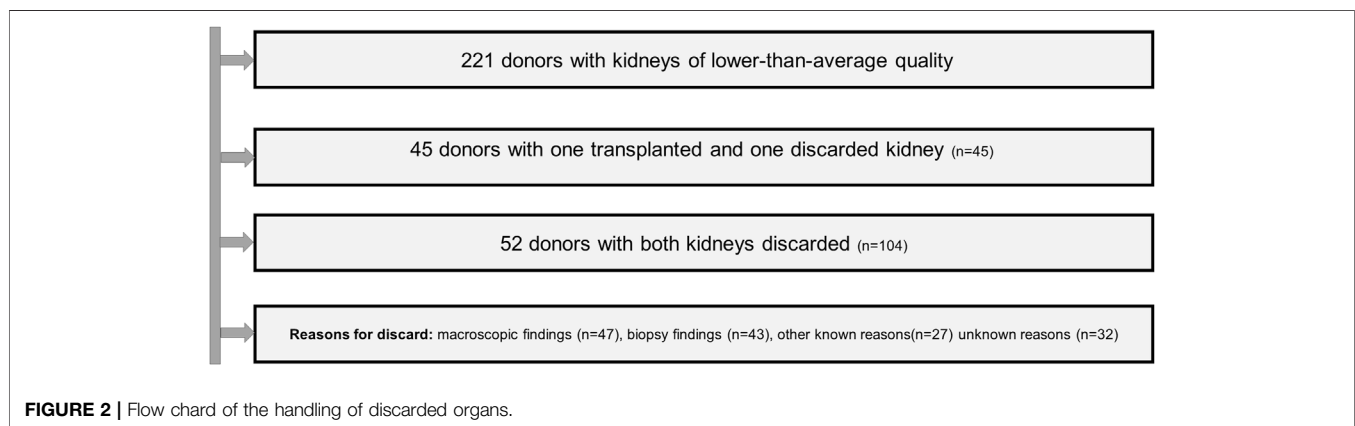 221 donors with kidneys of lower-than-average quality
45 donors with one transplanted and one discarded kidney (n=45)
52 donors with both kidneys discarded (n=104)
Reasons for discard: macroscopic findings (n=47), biopsy findings (n=43), other known reasons(n=27) unknown reasons (n=32)
FIGURE 2 | Flow chard of the handling of discarded organs.